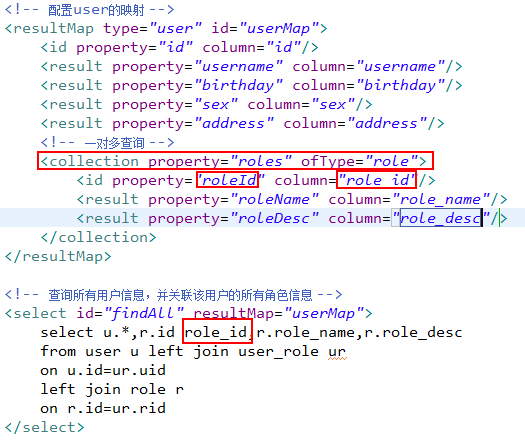 <!-- 配置user的映射 -->
<resultMap type="user" id="userMap">
<id property="id" column="id"/>
<result property="username" column="username"/>
<result property="birthday" column="birthday"/>
<result property="sex" column="sex"/>
<result property="address" column="address"/>
<!-- 一对多查询 -->
<collection property="roles" ofType="role">
<id property="roleId" column="role_id"/>
<result property="roleName" column="role_name"/>
<result property="roleDesc" column="role_desc"/>
</collection>
</resultMap>
<!-- 查询所有用户信息，并关联该用户的所有角色信息 -->
<select id="findAll" resultMap="userMap">
select u.*,r.id role_id,r.role_name,r.role_desc
from user u left join user_role ur
on u.id=ur.uid
left join role r
on r.id=ur.rid
</select>